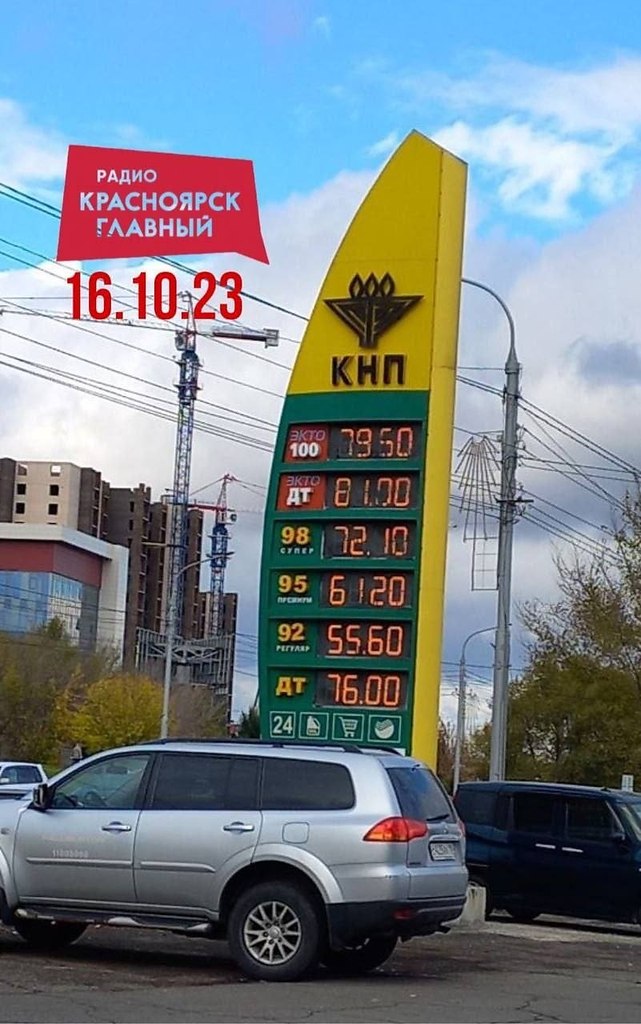 РАДИО
КРАСНОЯРСК
ГЛАВНЫЙ
16.10.23
КНП
ЭКТО
100 79.50
ЭКТО
ДТ 81.70
98 72.10
СУПЕР
95 61.20
ПРЕМИУМ
92 55.60
РЕГУЛЯР
ДТ 76.00
24